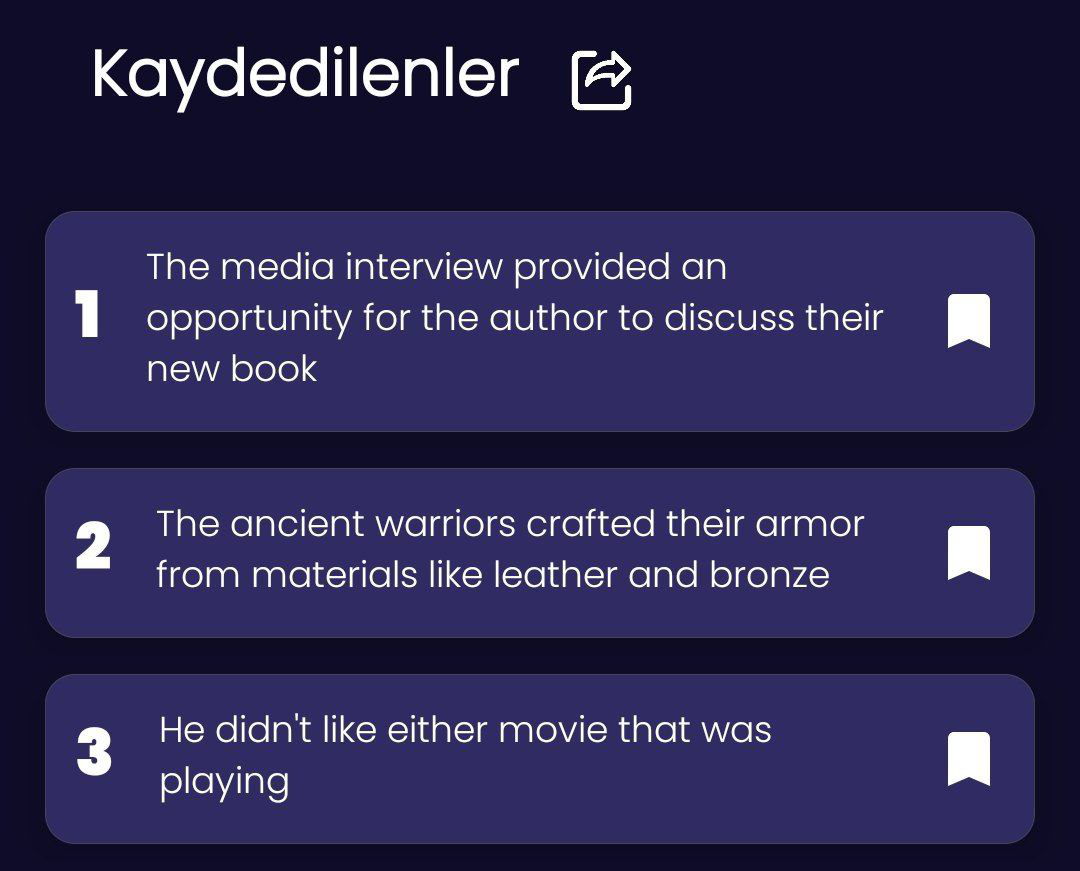 Kaydedilenler
1
The media interview provided an
opportunity for the author to discuss their
new book
2
The ancient warriors crafted their armor
from materials like leather and bronze
3
He didn't like either movie that was
playing